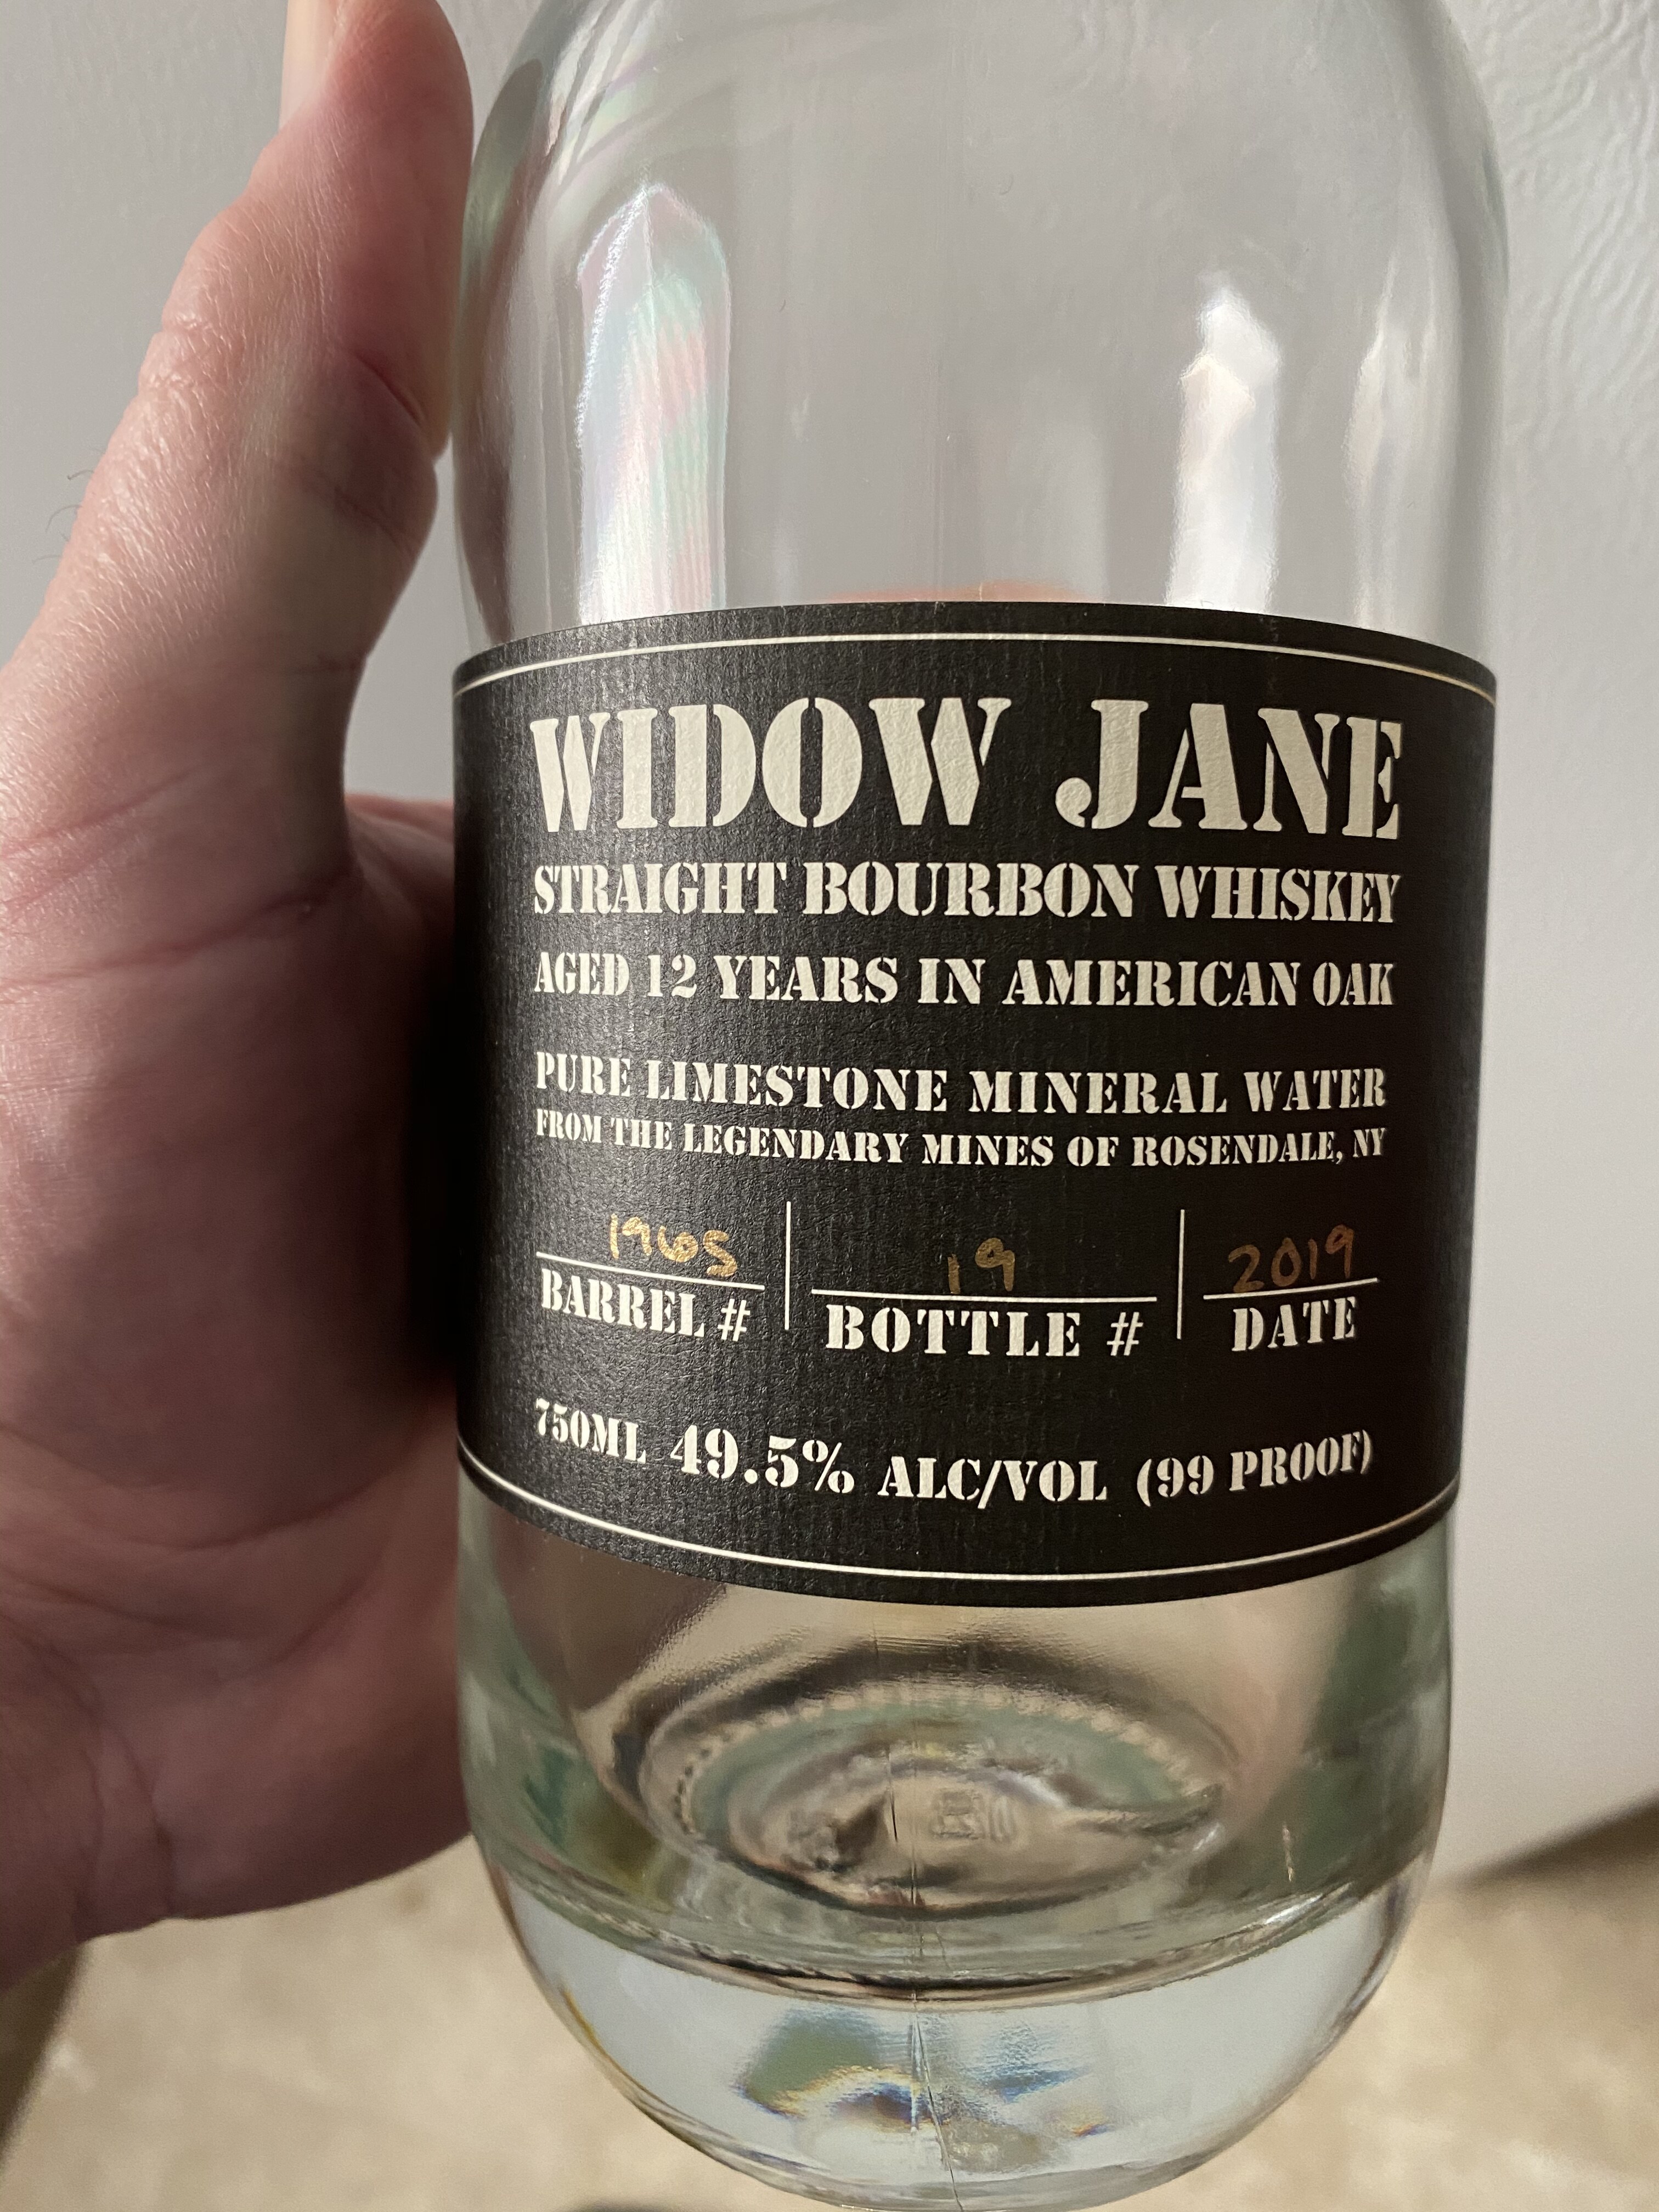 WIDOW JANE
STRAIGHT BOURBON WHISKEY
AGED 12 YEARS IN AMERICAN OAK
PURE LIMESTONE MINERAL WATER
FROM THE LEGENDARY MINES OF ROSENDALE, NY
1965 19 2019
BARREL # BOTTLE # DATE
750ML 49.5% ALC/VOL (99 PROOF)